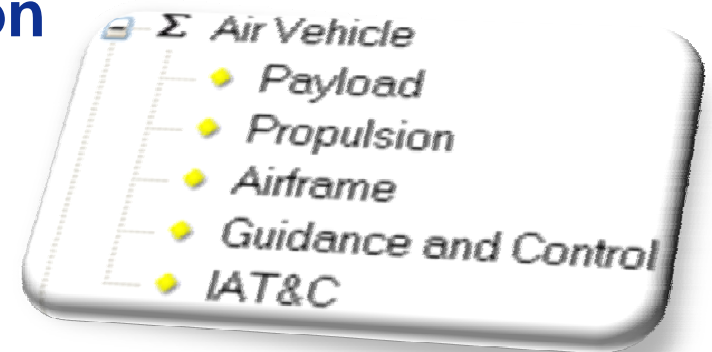 on
Σ Air Vehicle
Payload
Propulsion
Airframe
Guidance and Control
IAT&C